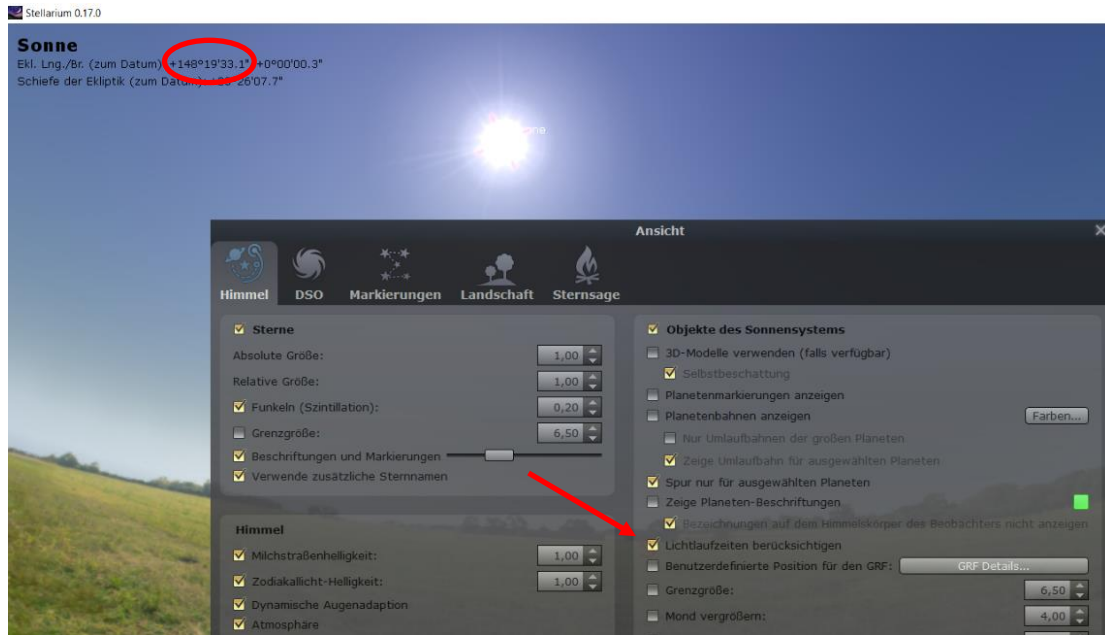 Stellarium 0.17.0
Sonne
Ekl. Lng./Br. (zum Datum): +148°19'33.1" +0°00'00.3"
Schiefe der Ekliptik (zum Datum): 26'07.7"
Ansicht
Himmel DSO Markierungen Landschaft Sternsage
Sterne
Absolute Größe: 1,00
Relative Größe: 1,00
Funkeln (Szintillation): 0,20
Grenzgröße: 6,50
Beschriftungen und Markierungen
Verwende zusätzliche Sternnamen
Himmel
Milchstraßenhelligkeit: 1,00
Zodiakallicht-Helligkeit: 1,00
Dynamische Augenadaption
Atmosphäre
Objekte des Sonnensystems
3D-Modelle verwenden (falls verfügbar)
Selbstbeschattung
Planetenmarkierungen anzeigen
Planetenbahnen anzeigen Farben...
Nur Umlaufbahnen der großen Planeten
Zeige Umlaufbahn für ausgewählten Planeten
Spur nur für ausgewählten Planeten
Zeige Planeten-Beschriftungen
Bezeichnungen auf dem Himmelskörper des Beobachters nicht anzeigen
Lichtlaufzeiten berücksichtigen
Benutzerdefinierte Position für den GRF: GRF Details...
Grenzgröße: 6,50
Mond vergrößern: 4,00